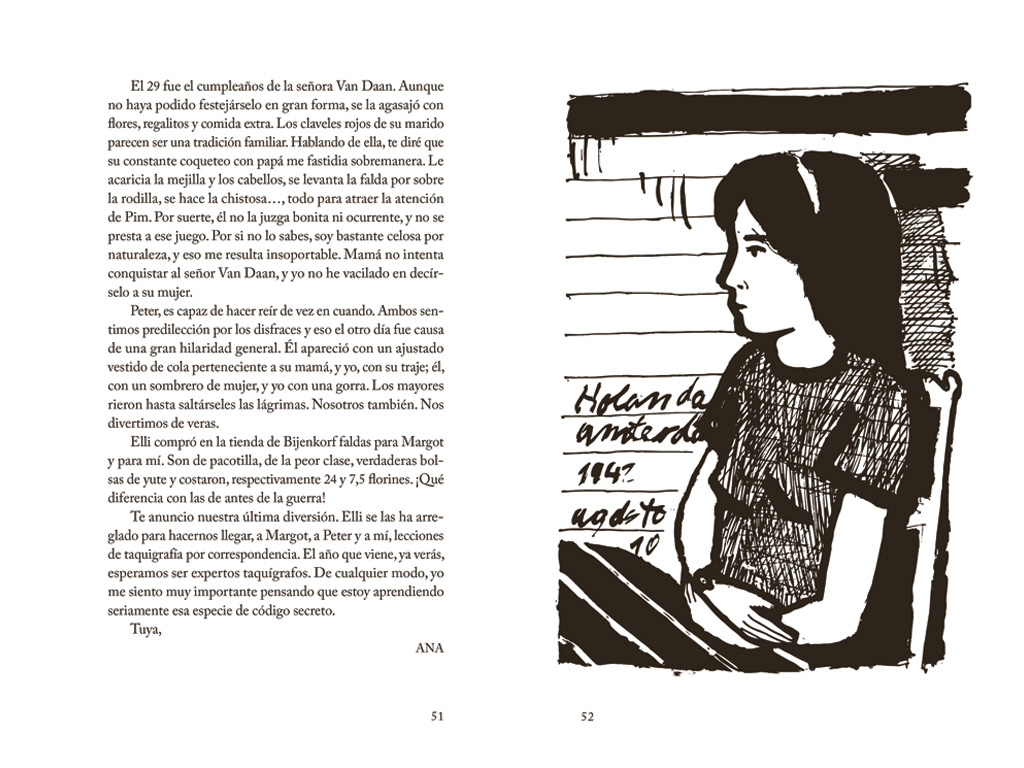 El 29 fue el cumpleaños de la señora Van Daan. Aunque
no haya podido festejárselo en gran forma, se la agasajó con
flores, regalitos y comida extra. Los claveles rojos de su marido
parecen ser una tradición familiar. Hablando de ella, te diré que
su constante coqueteo con papá me fastidia sobremanera. Le
acaricia la mejilla y los cabellos, se levanta la falda por sobre
la rodilla, se hace la chistosa…, todo para atraer la atención
de Pim. Por suerte, él no la juzga bonita ni ocurrente, y no se
presta a ese juego. Por si no lo sabes, soy bastante celosa por
naturaleza, y eso me resulta insoportable. Mamá no intenta
conquistar al señor Van Daan, y yo no he vacilado en decír-
selo a su mujer.
Peter, es capaz de hacer reír de vez en cuando. Ambos sen-
timos predilección por los disfraces y eso el otro día fue causa
de una gran hilaridad general. Él apareció con un ajustado
vestido de cola perteneciente a su mamá, y yo, con su traje; él,
con un sombrero de mujer, y yo con una gorra. Los mayores
rieron hasta saltárseles las lágrimas. Nosotros también. Nos
divertimos de veras.
Elli compró en la tienda de Bijenkorf faldas para Margot
y para mí. Son de pacotilla, de la peor clase, verdaderas bol-
sas de yute y costaron, respectivamente 24 y 7,5 florines. ¡Qué
diferencia con las de antes de la guerra!
Te anuncio nuestra última diversión. Elli se las ha arre-
glado para hacernos llegar, a Margot, a Peter y a mí, lecciones
de taquigrafía por correspondencia. El año que viene, ya verás,
esperamos ser expertos taquígrafos. De cualquier modo, yo
me siento muy importante pensando que estoy aprendiendo
seriamente esa especie de código secreto.
Tuya,
ANA
51
Holanda
amsterda
194?
agosto
10
52